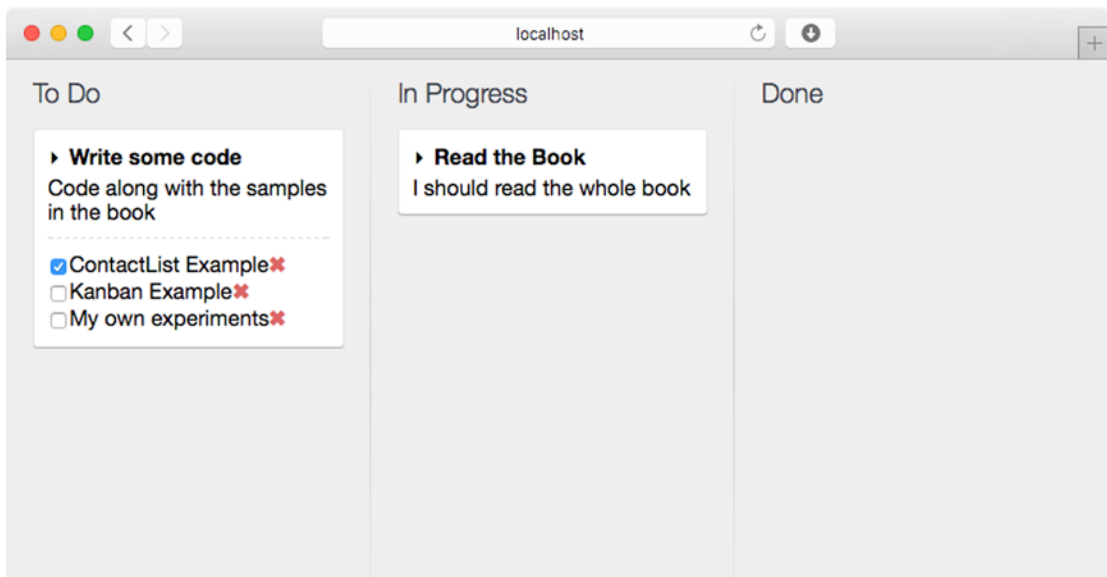 localhost
To Do
In Progress
Done
Write some code
Code along with the samples
in the book
ContactList Example✖
Kanban Example✖
My own experiments✖
Read the Book
I should read the whole book